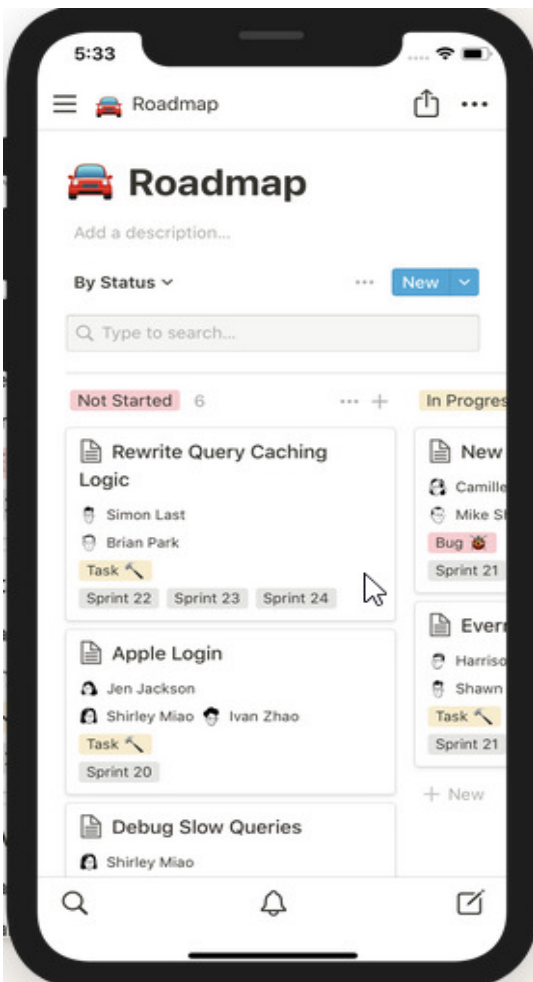 5:33
Roadmap
Roadmap
Add a description...
By Status
New
Type to search...
Not Started 6
Rewrite Query Caching
Logic
Simon Last
Brian Park
Task
Sprint 22 Sprint 23 Sprint 24
Apple Login
Jen Jackson
Shirley Miao Ivan Zhao
Task
Sprint 20
Debug Slow Queries
Shirley Miao
In Progres
New
Camille
Mike
Bug
Sprint 21
Harriso
Shawn
Task
Sprint 21
+ New